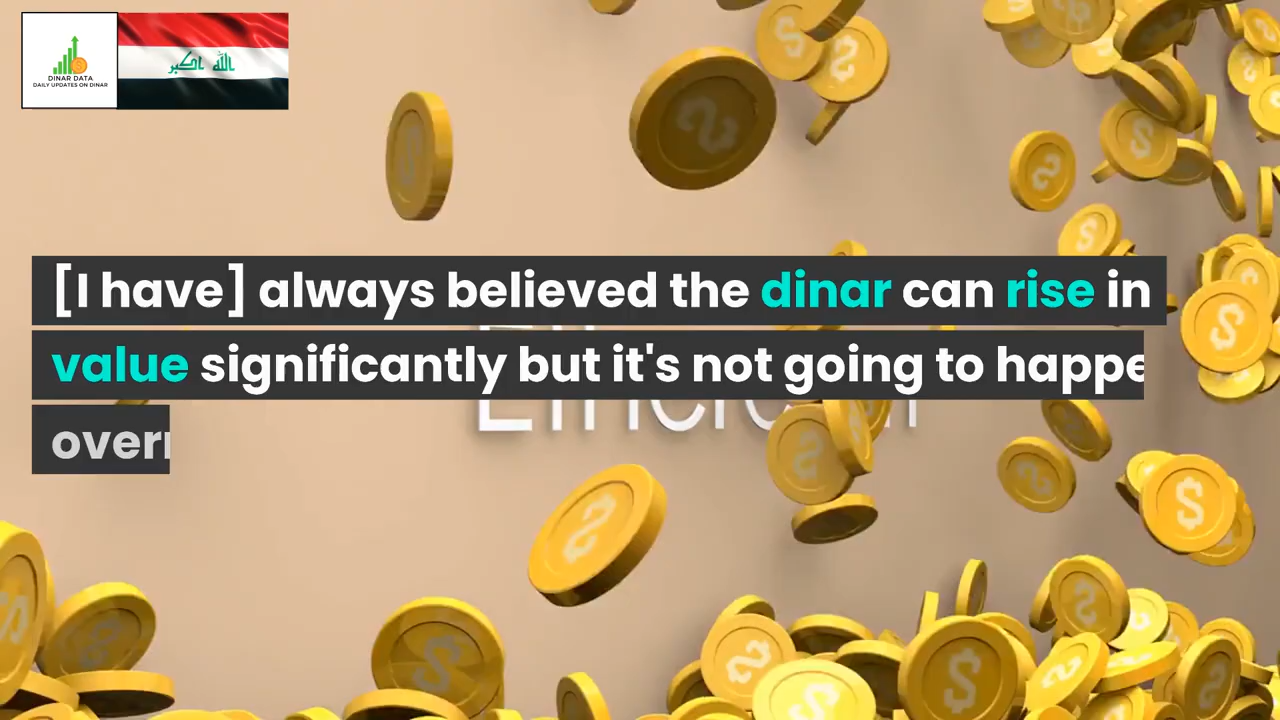 DINAR DATA
DAILY UPDATES ON DINAR
الله اكبر
[I have] always believed the dinar can rise in
value significantly but it's not going to happe
over